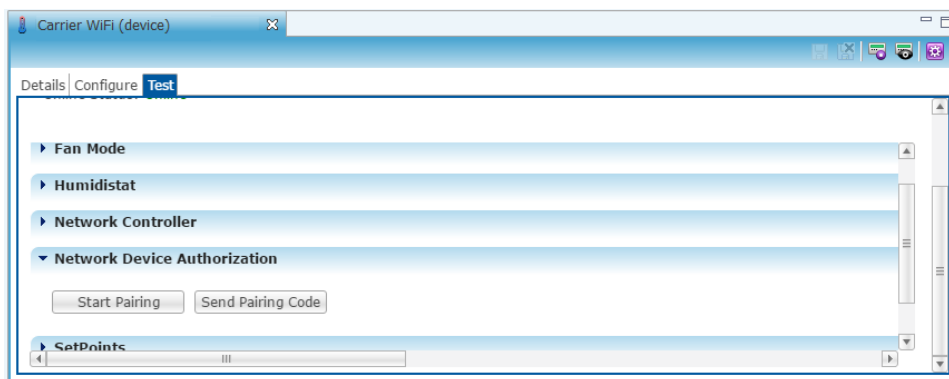 Carrier WiFi (device)
Details Configure Test
Fan Mode
Humidistat
Network Controller
Network Device Authorization
Start Pairing Send Pairing Code
SetPoints